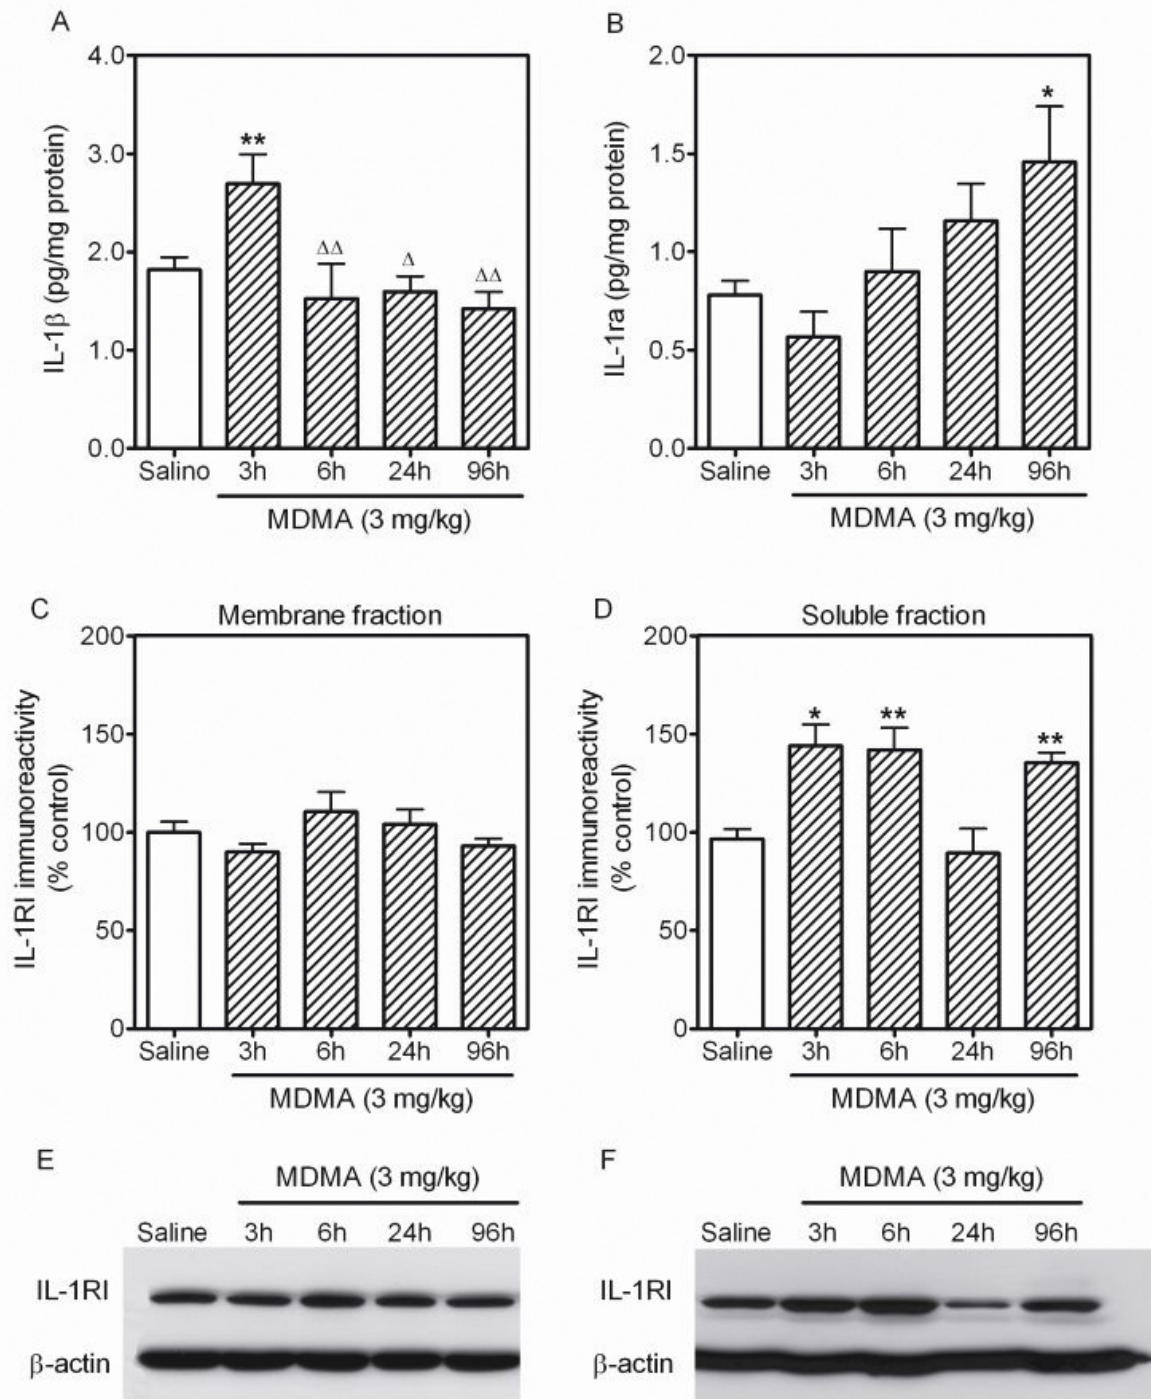 A
4.0
3.0
2.0
1.0
0.0
IL-1β (pg/mg protein)
**
ΔΔ
Δ
ΔΔ
Salino 3h 6h 24h 96h
MDMA (3 mg/kg)
B
2.0
1.5
1.0
0.5
0.0
IL-1ra (pg/mg protein)
*
Saline 3h 6h 24h 96h
MDMA (3 mg/kg)
C
Membrane fraction
200
150
100
50
0
IL-1RI immunoreactivity
(% control)
Saline 3h 6h 24h 96h
MDMA (3 mg/kg)
D
Soluble fraction
200
150
100
50
0
IL-1RI immunoreactivity
(% control)
*
**
**
Saline 3h 6h 24h 96h
MDMA (3 mg/kg)
E
MDMA (3 mg/kg)
Saline 3h 6h 24h 96h
IL-1RI
β-actin
F
MDMA (3 mg/kg)
Saline 3h 6h 24h 96h
IL-1RI
β-actin